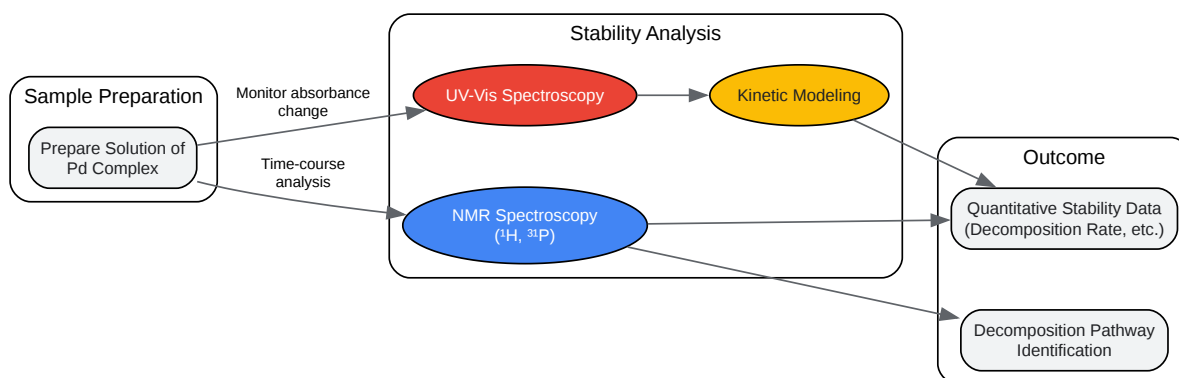 Sample Preparation
Prepare Solution of
Pd Complex
Monitor absorbance
change
Time-course
analysis
Stability Analysis
UV-Vis Spectroscopy
Kinetic Modeling
NMR Spectroscopy
(¹H, ³¹P)
Outcome
Quantitative Stability Data
(Decomposition Rate, etc.)
Decomposition Pathway
Identification